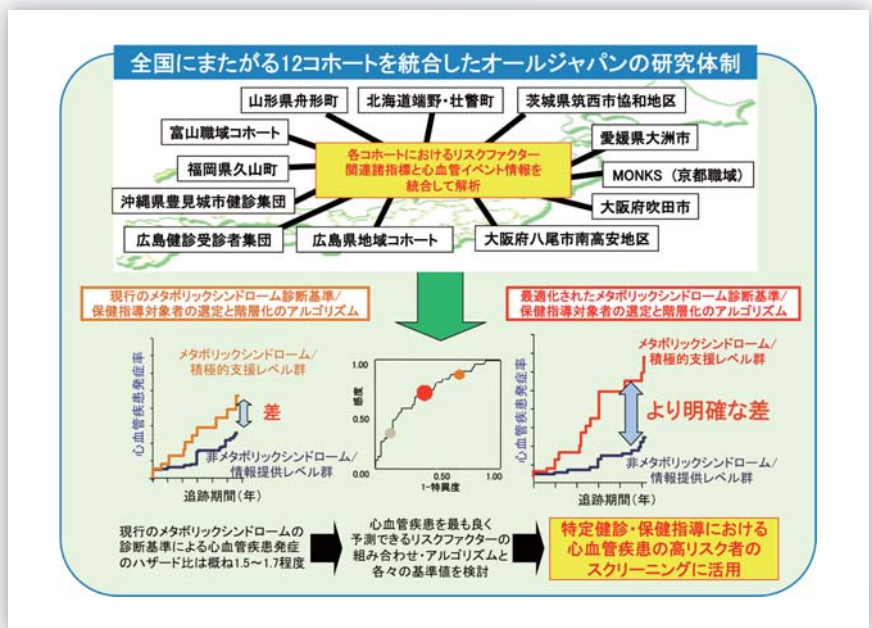 全国にまたがる12コホートを統合したオールジャパンの研究体制
山形県舟形町
北海道端野・壮瞥町
茨城県筑西市協和地区
富山職域コホート
愛媛県大洲市
福岡県久山町
MONKS（京都職域）
沖縄県豊見城市健診集団
大阪府吹田市
広島健診受診者集団
広島県地域コホート
大阪府八尾市南高安地区
各コホートにおけるリスクファクター
関連諸指標と心血管イベント情報を
統合して解析
現行のメタボリックシンドローム診断基準/
保健指導対象者の選定と階層化のアルゴリズム
最適化されたメタボリックシンドローム診断基準/
保健指導対象者の選定と階層化のアルゴリズム
心血管疾患発症率
メタボリックシンドローム/
積極的支援レベル群
差
非メタボリックシンドローム/
情報提供レベル群
追跡期間(年)
感度
1.00
0.50
0.00
0.50
1.00
1-特異度
心血管疾患発症率
メタボリックシンドローム/
積極的支援レベル群
より明確な差
非メタボリックシンドローム/
情報提供レベル群
追跡期間(年)
現行のメタボリックシンドロームの
診断基準による心血管疾患発症
のハザード比は概ね1.5～1.7程度
心血管疾患を最も良く
予測できるリスクファクターの
組み合わせ・アルゴリズムと
各々の基準値を検討
特定健診・保健指導における
心血管疾患の高リスク者の
スクリーニングに活用